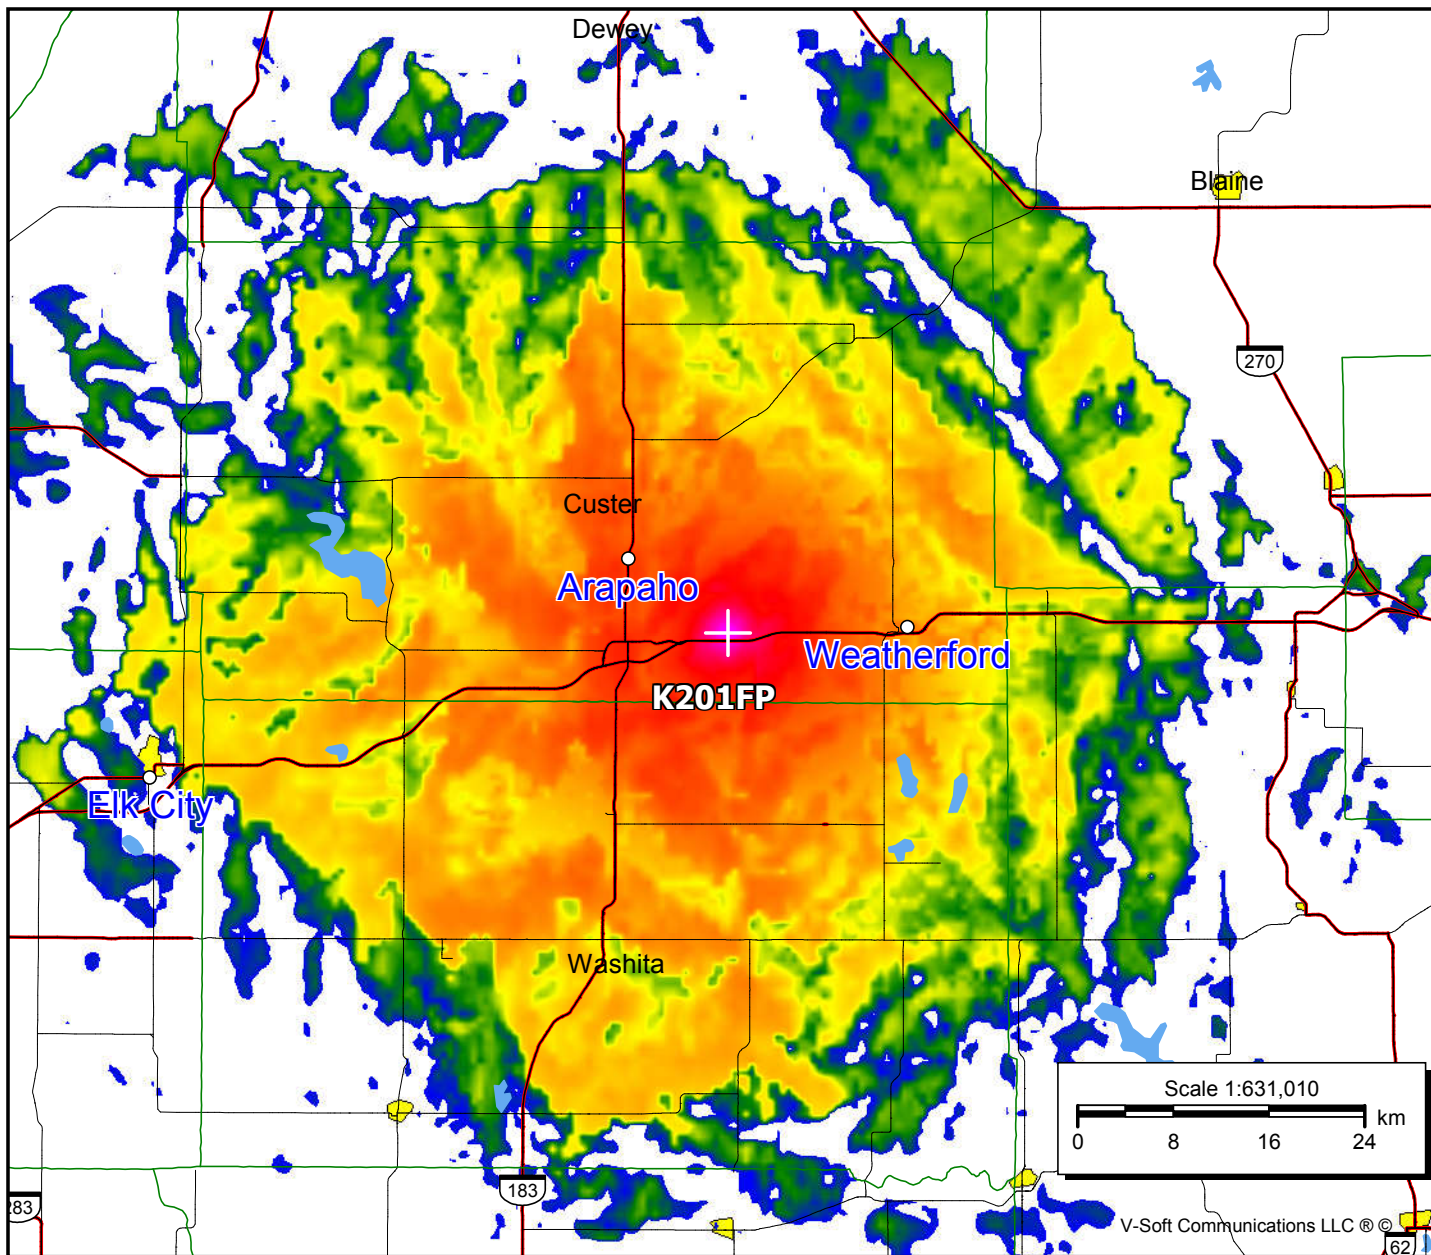 Dewey
Blaine
270
Custer
Arapaho
Weatherford
K201FP
Elk City
Washita
Scale 1:631,010
km
0 8 16 24
183
283
V-Soft Communications LLC ® ©
62